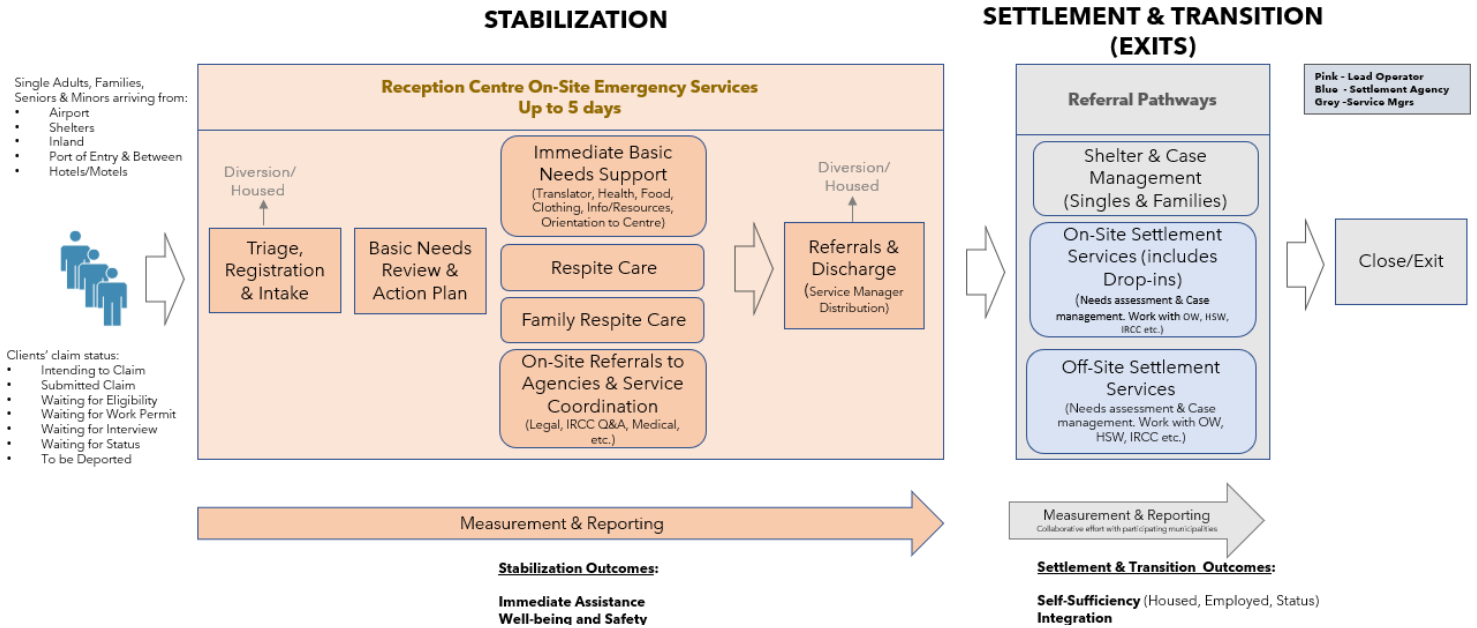 STABILIZATION
SETTLEMENT & TRANSITION
(EXITS)
Single Adults, Families,
Seniors & Minors arriving from:
• Airport
• Shelters
• Inland
• Port of Entry & Between
• Hotels/Motels
Clients' claim status:
• Intending to Claim
• Submitted Claim
• Waiting for Eligibility
• Waiting for Work Permit
• Waiting for Interview
• Waiting for Status
• To be Deported
Reception Centre On-Site Emergency Services
Up to 5 days
Diversion/
Housed
Triage,
Registration
& Intake
Basic Needs
Review &
Action Plan
Immediate Basic
Needs Support
(Translator, Health, Food,
Clothing, Info/Resources,
Orientation to Centre)
Respite Care
Family Respite Care
On-Site Referrals to
Agencies & Service
Coordination
(Legal, IRCC Q&A, Medical,
etc.)
Diversion/
Housed
Referrals &
Discharge
(Service Manager
Distribution)
Referral Pathways
Shelter & Case
Management
(Singles & Families)
On-Site Settlement
Services (includes
Drop-ins)
(Needs assessment & Case
management. Work with OW, HSW,
IRCC etc.)
Off-Site Settlement
Services
(Needs assessment & Case
management. Work with OW,
HSW, IRCC etc.)
Pink - Lead Operator
Blue - Settlement Agency
Grey -Service Mgrs
Close/Exit
Measurement & Reporting
Measurement & Reporting
Collaborative effort with participating municipalities
Stabilization Outcomes:
Immediate Assistance
Well-being and Safety
Settlement & Transition Outcomes:
Self-Sufficiency (Housed, Employed, Status)
Integration